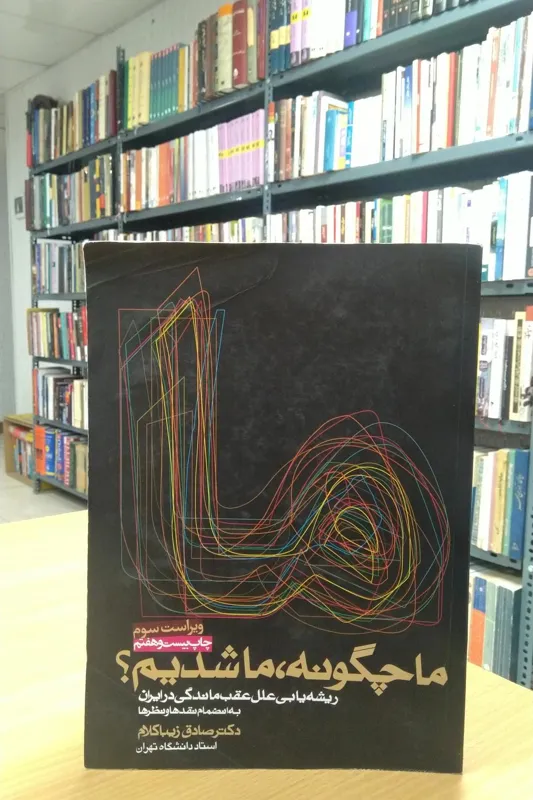 ما
ویراست سوم
چاپ بیست و هفتم
ما چگونه، ما شدیم؟
ریشه‌یابی علل عقب‌ماندگی در ایران
به انضمام نقدها و نظرها
دکتر صادق زیباکلام
استاد دانشگاه تهران